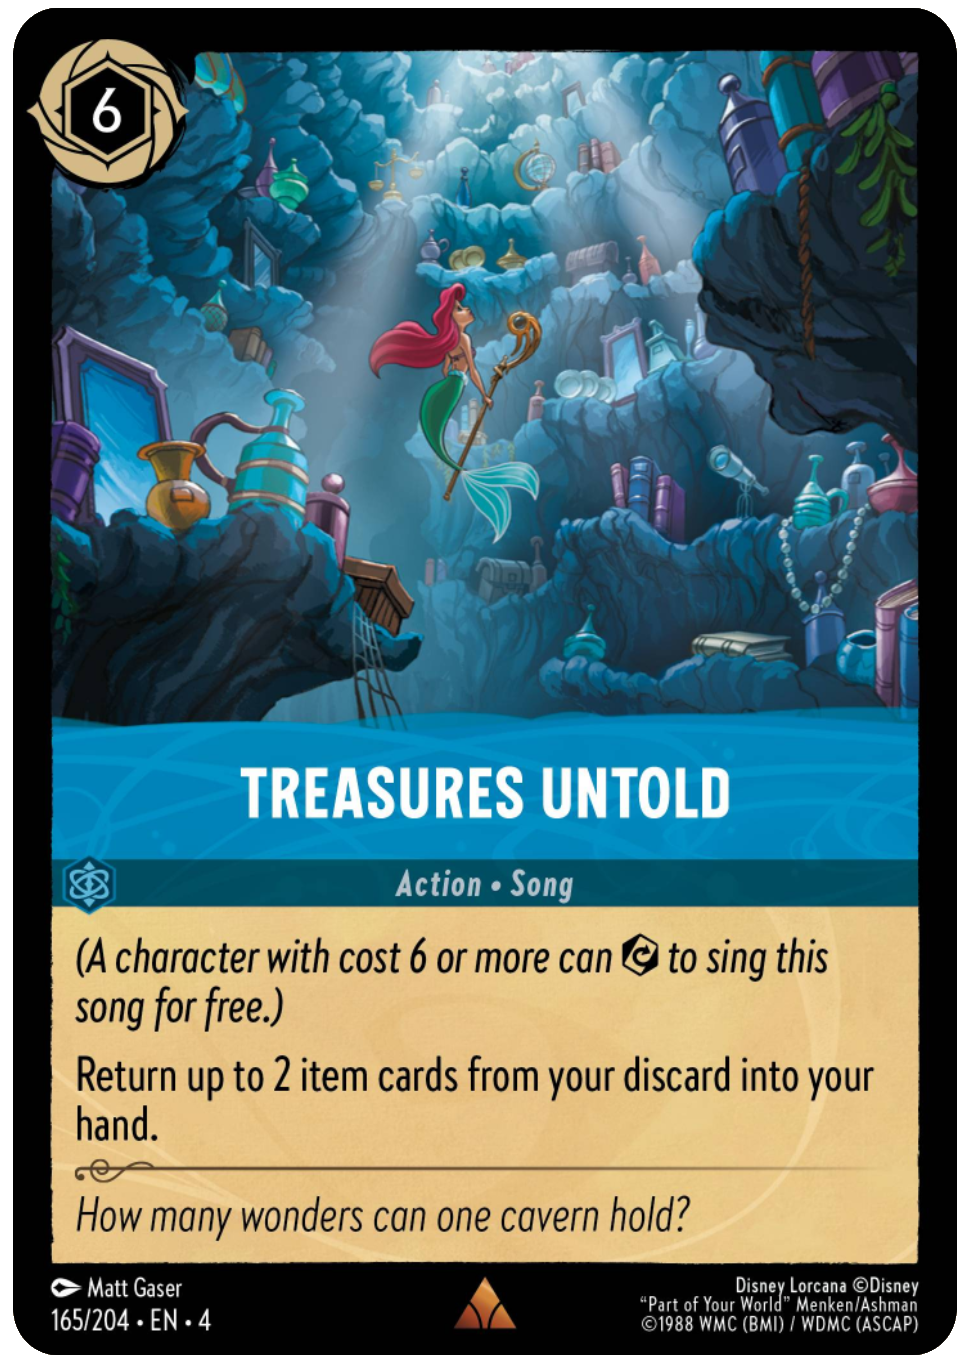 6
TREASURES UNTOLD
Action • Song
(A character with cost 6 or more can to sing this
song for free.)
Return up to 2 item cards from your discard into your
hand.
How many wonders can one cavern hold?
Matt Gaser
165/204 • EN • 4
Disney Lorcana ©Disney
“Part of Your World” Menken/Ashman
©1988 WMC (BMI) / WDMC (ASCAP)